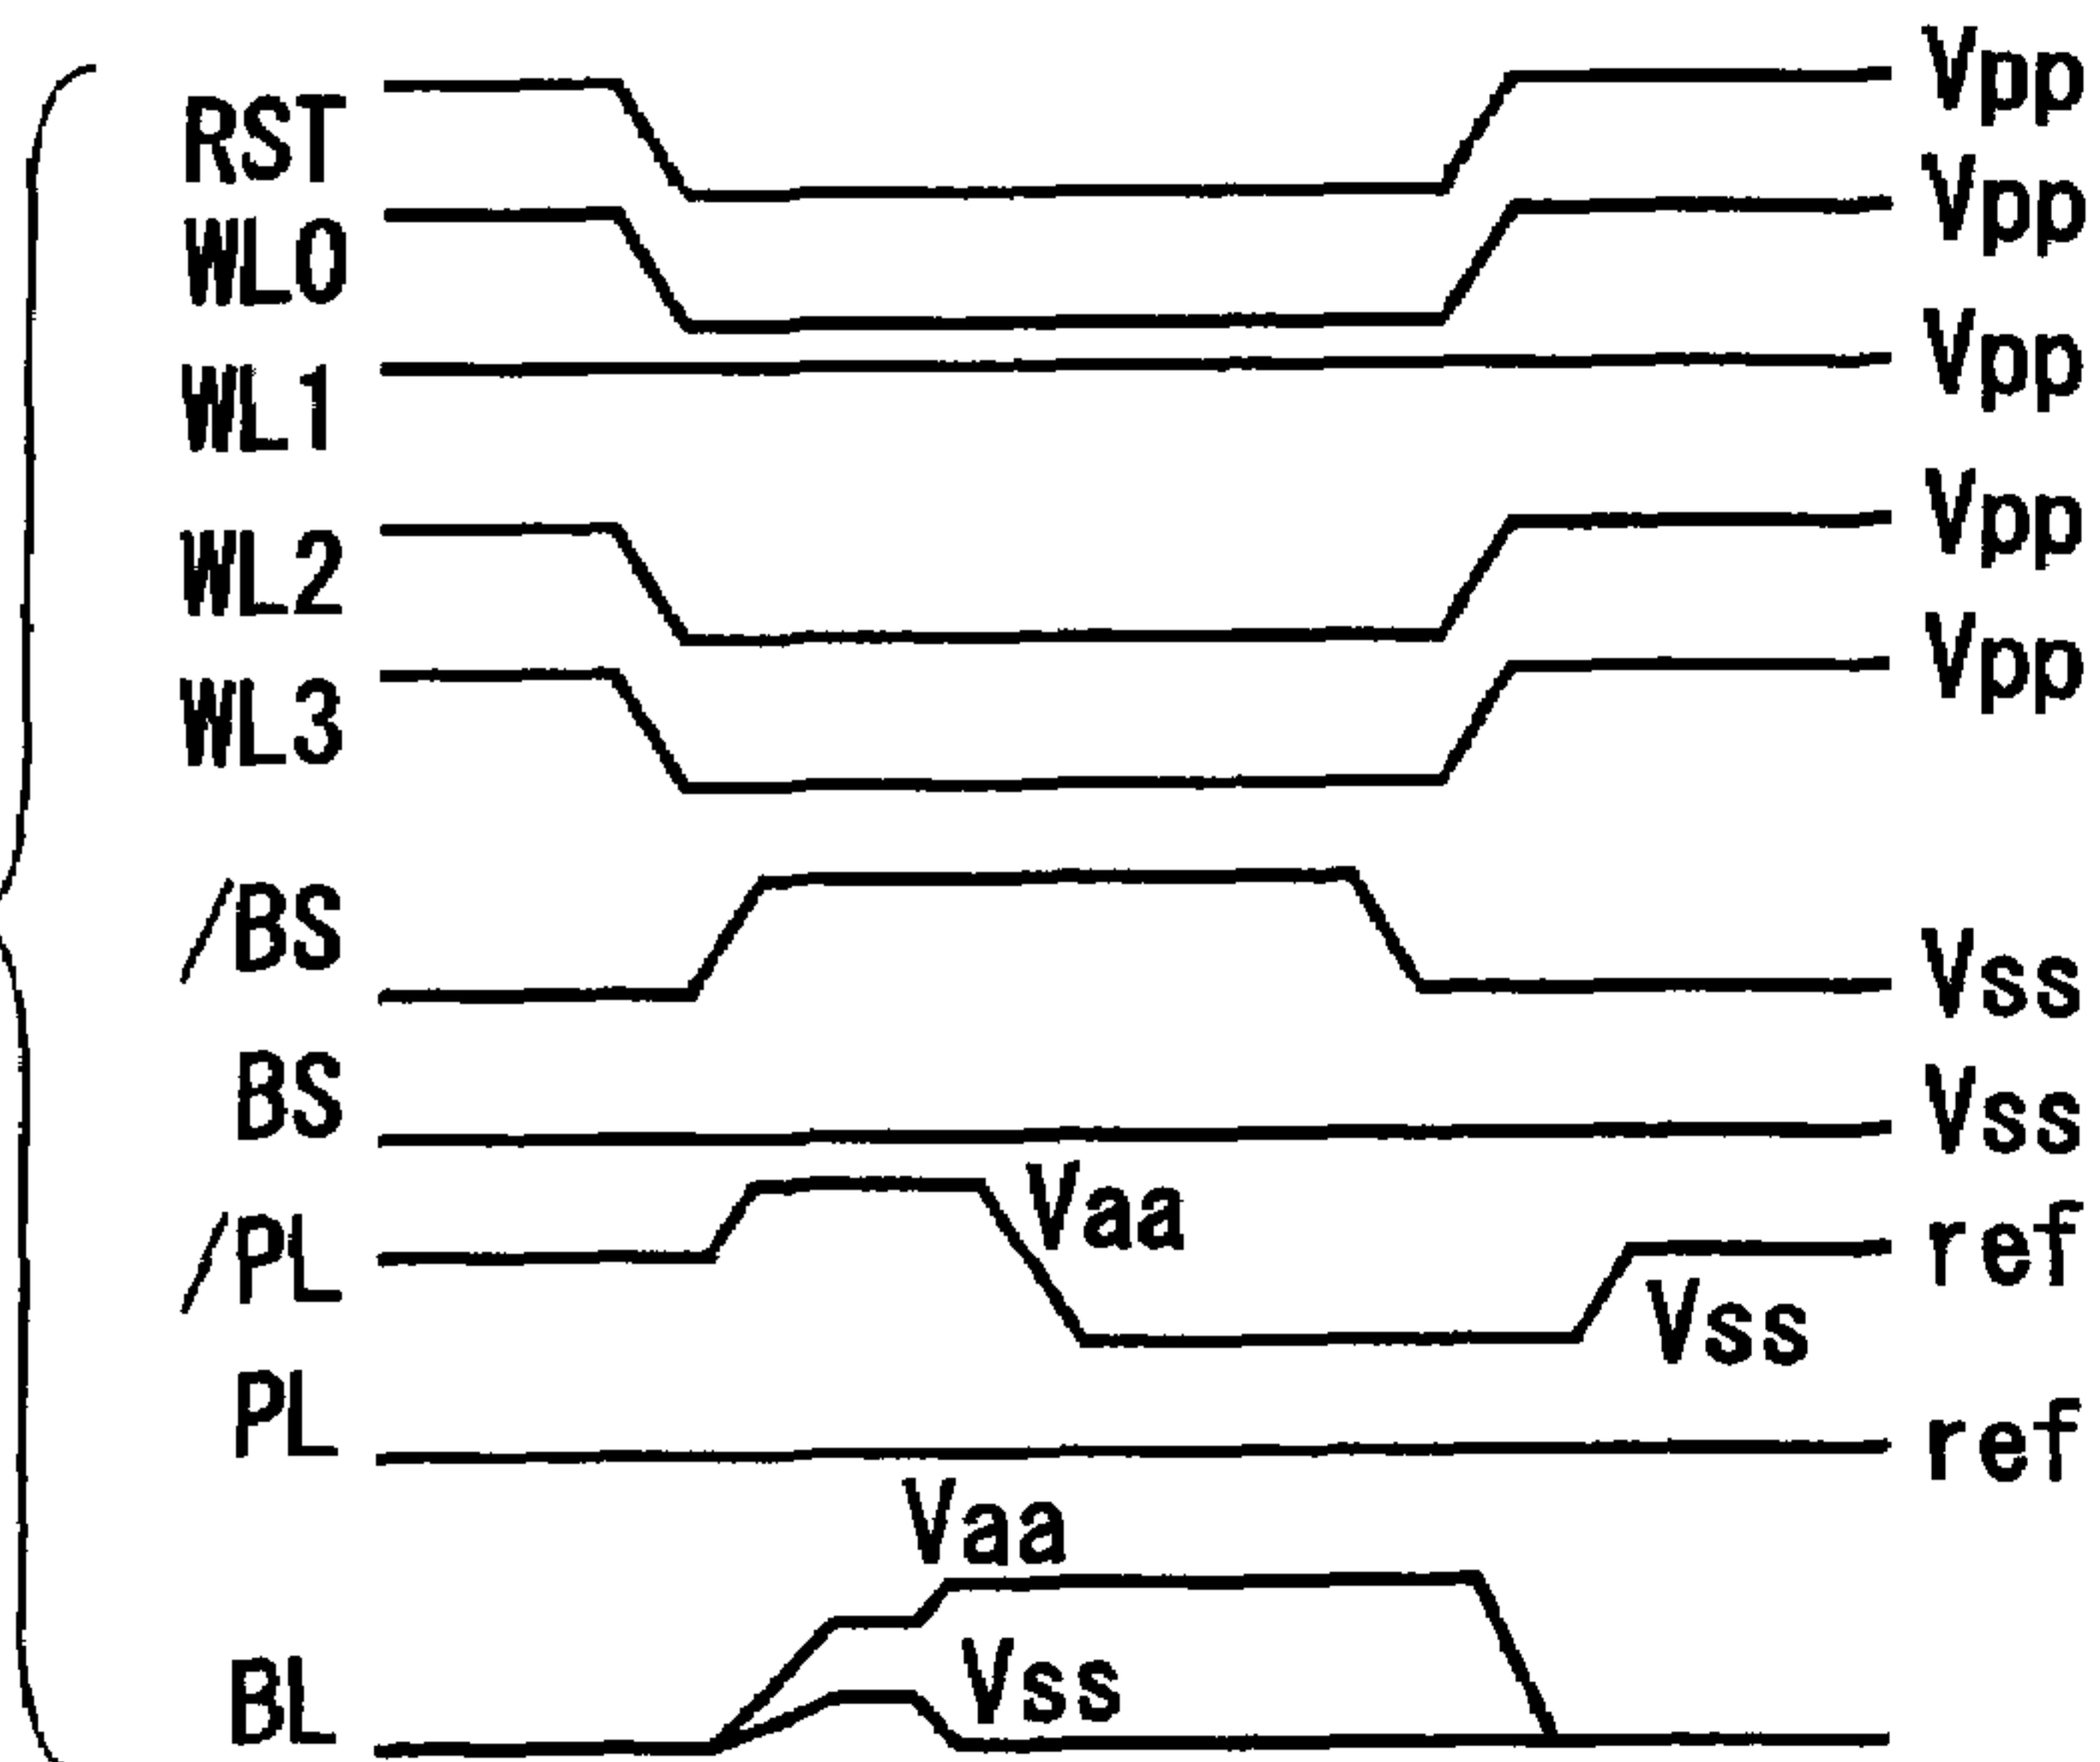 RST Vpp
WL0 Vpp
WL1 Vpp
WL2 Vpp
WL3 Vpp
/BS Vss
BS Vss
Vaa
/PL ref
Vss
PL ref
Vaa
Vss
BL